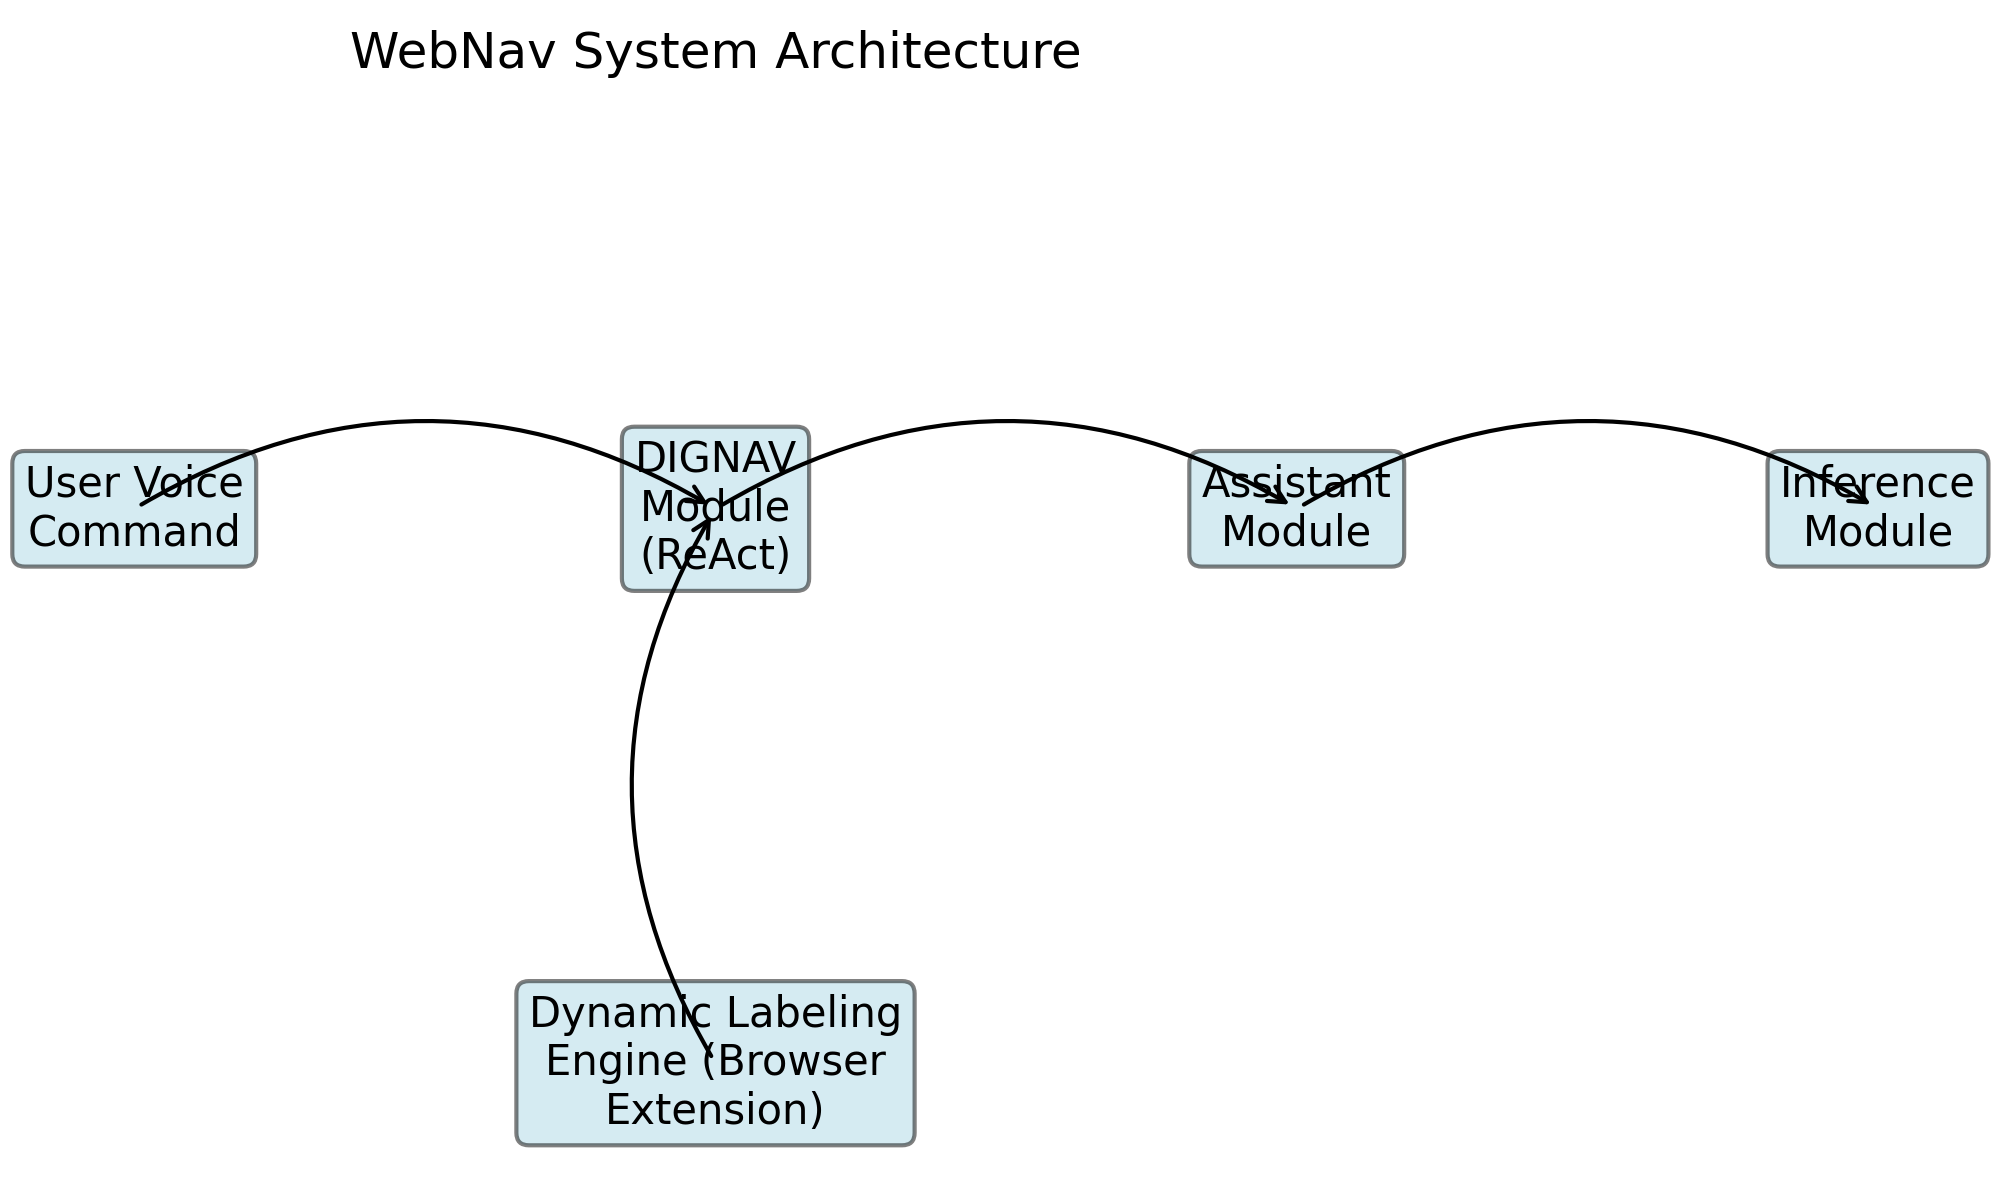 WebNav System Architecture
User Voice
Command
DIGNAV
Module
(ReAct)
Assistant
Module
Inference
Module
Dynamic Labeling
Engine (Browser
Extension)